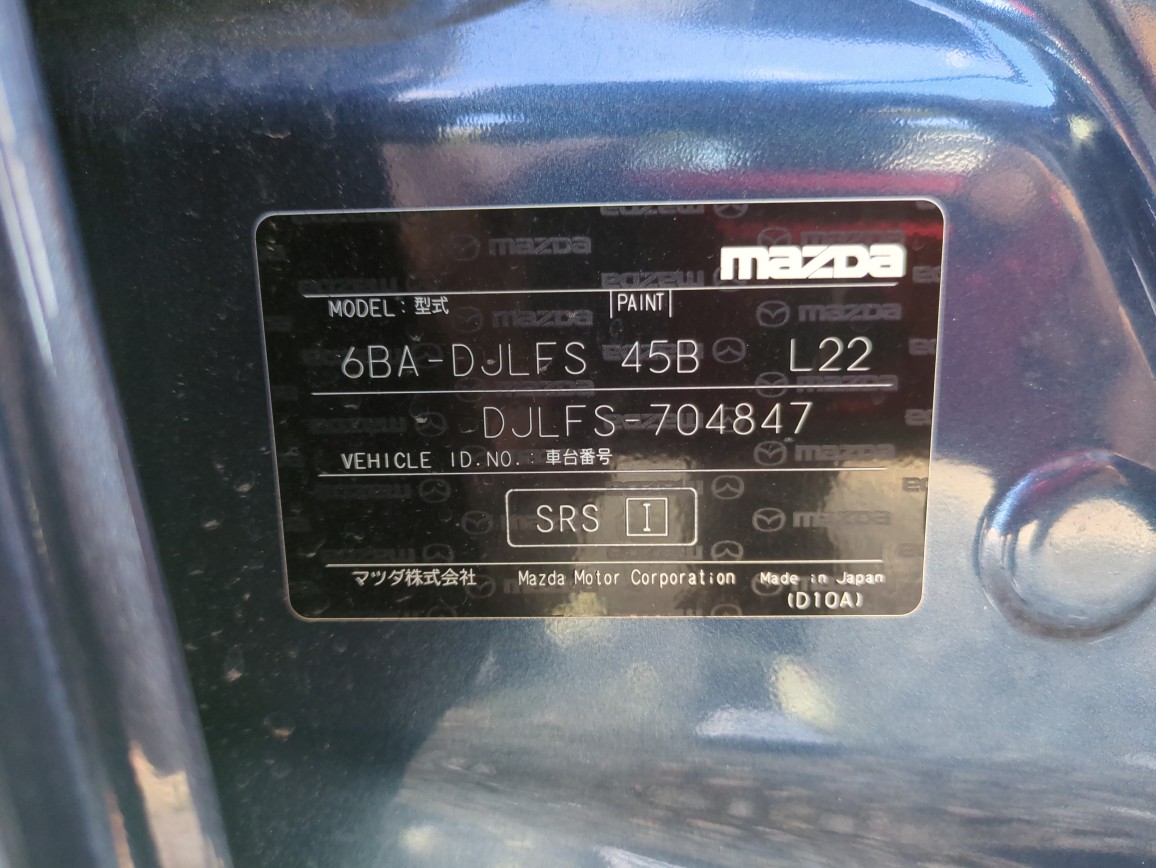 mazda
MODEL : 型式 |PAINT|
6BA-DJLFS 45B L22
DJLFS-704847
VEHICLE ID.NO. : 車台番号
SRS I
マツダ株式会社 Mazda Motor Corporation Made in Japan
(D10A)